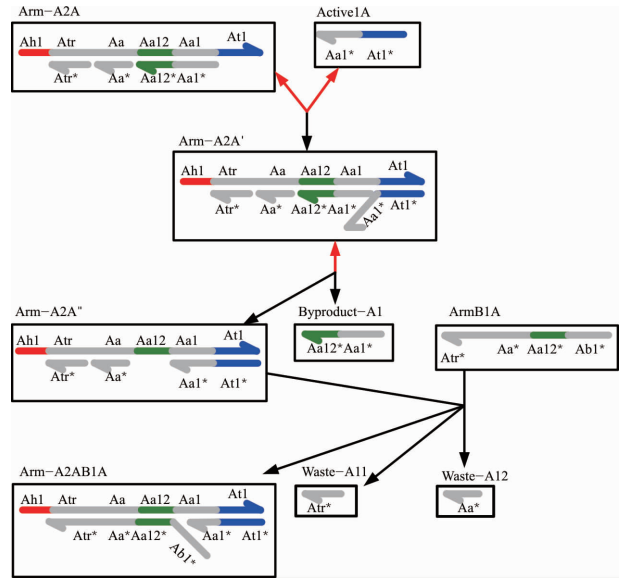 Arm-A2A
Active1A
Ah1 Atr Aa Aa12 Aa1 At1
Atr* Aa* Aa12* Aa1*
Aa1* At1*
Arm-A2A'
Ah1 Atr Aa Aa12 Aa1 At1
Atr* Aa* Aa12* Aa1* Aa1* At1*
Arm-A2A"
Byproduct-A1
ArmB1A
Ah1 Atr Aa Aa12 Aa1 At1
Atr* Aa* Aa1* At1*
Aa12* Aa1*
Atr* Aa* Aa12* Ab1*
Arm-A2AB1A
Waste-A11
Waste-A12
Ah1 Atr Aa Aa12 Aa1 At1
Atr* Aa* Aa12* Ab1* Aa1* At1*
Atr*
Aa*